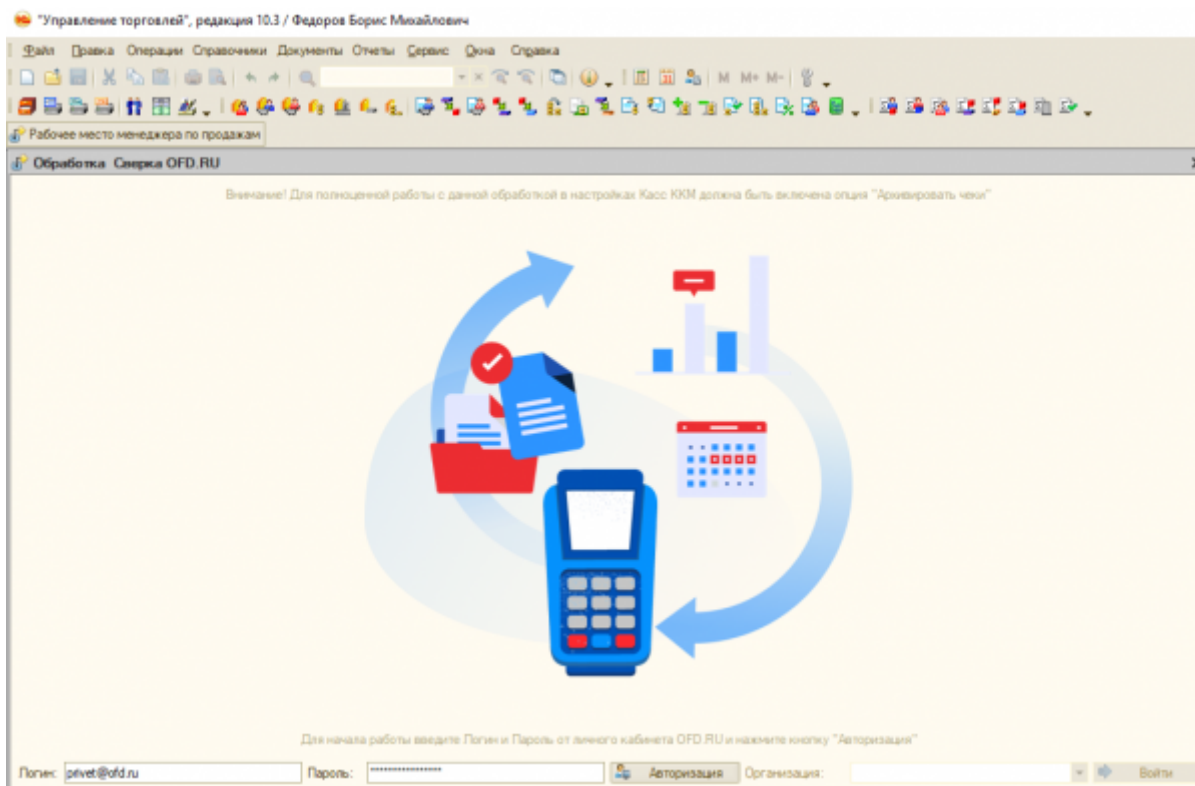 "Управление торговлей", редакция 10.3 / Федоров Борис Михайлович
Файл Правка Операции Справочники Документы Отчеты Сервис Окна Справка
M M+ M-
Рабочее место менеджера по продажам
Обработка Сверка OFD.RU
Внимание! Для полноценной работы с данной обработкой в настройках Касс ККМ должна быть включена опция "Архивировать чеки"
Для начала работы введите Логин и Пароль от личного кабинета OFD.RU и нажмите кнопку "Авторизация"
Логин: privet@ofd.ru Пароль: ***************** Авторизация Организация: Войти